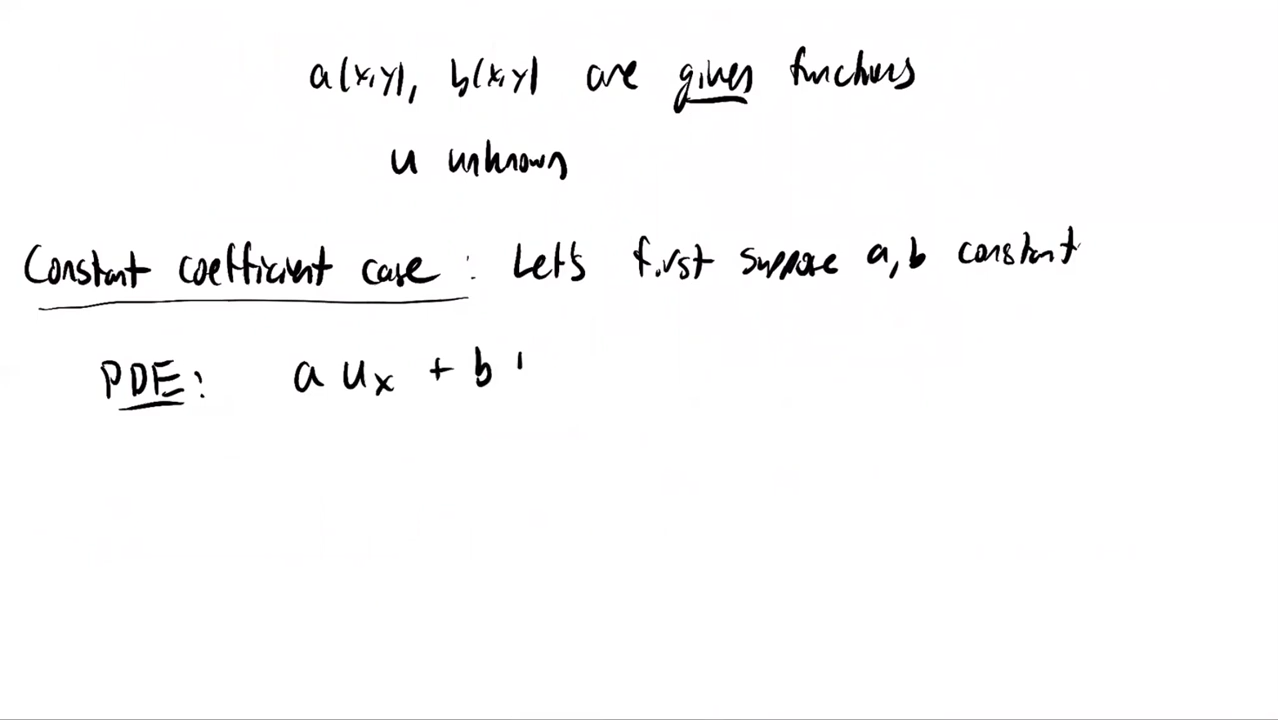 a(x,y), b(x,y) are given functions
u unknown
Constant coefficient case : Let's first suppose a, b constant
PDE: a u_x + b